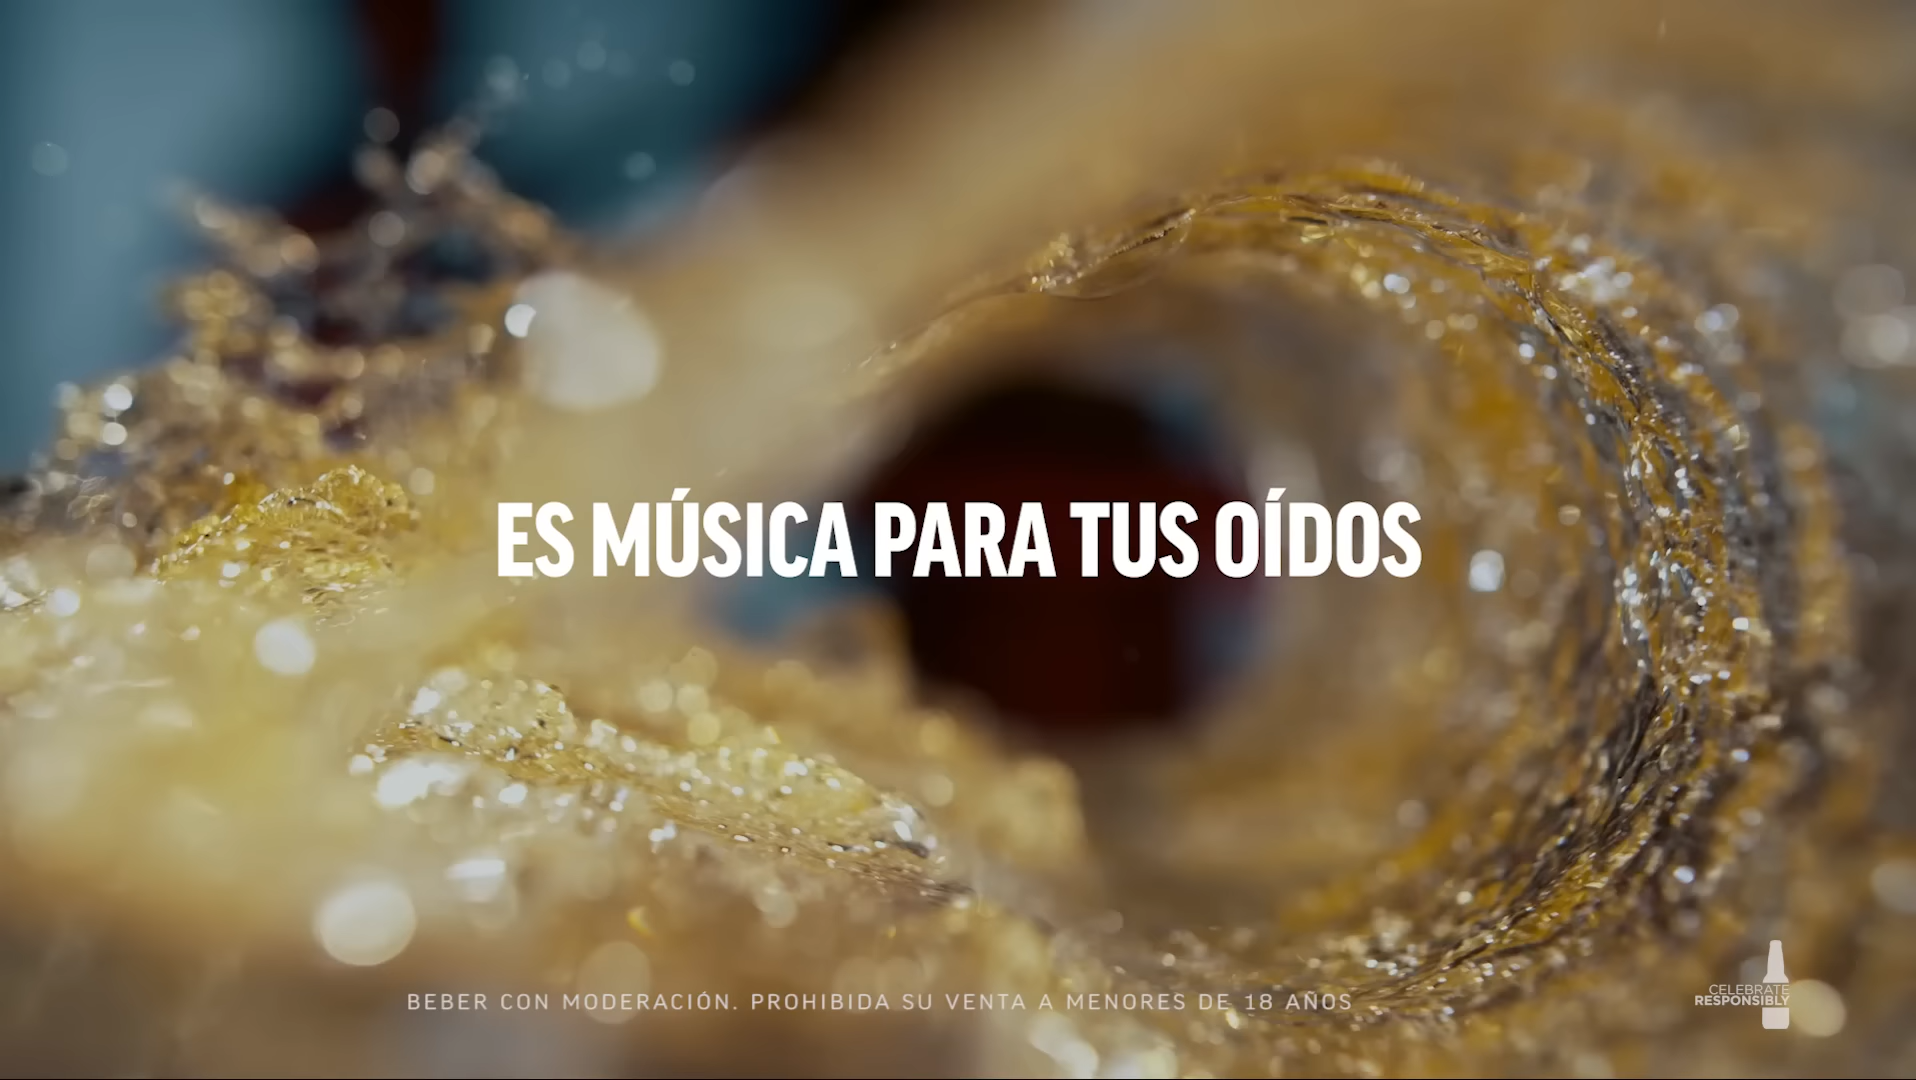 ES MÚSICA PARA TUS OÍDOS
BEBER CON MODERACIÓN. PROHIBIDA SU VENTA A MENORES DE 18 AÑOS
CELEBRATE
RESPONSIBLY